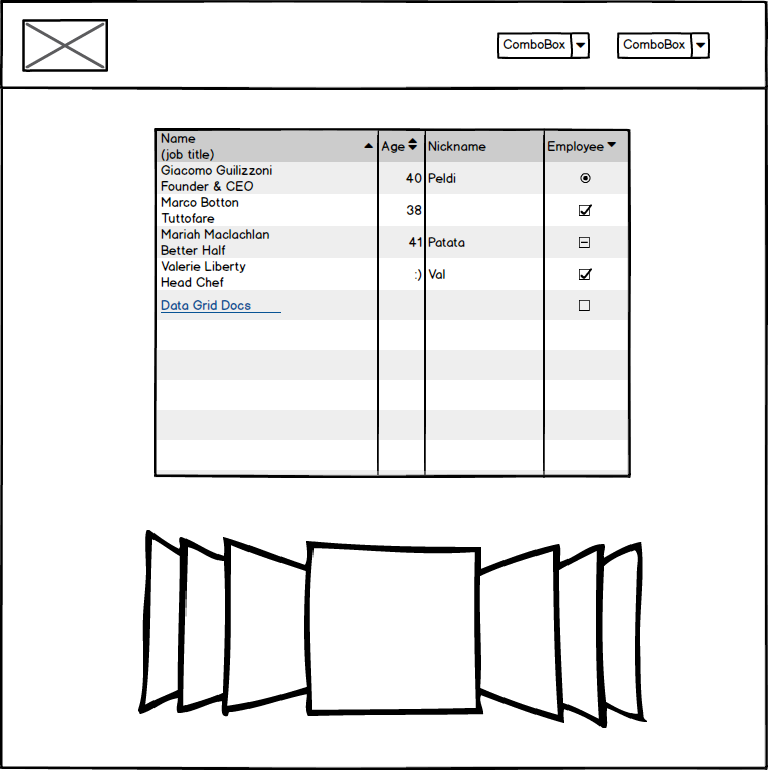 ComboBox ComboBox
Name
(job title) Age Nickname Employee
Giacomo Guilizzoni
Founder & CEO 40 Peldi
Marco Botton
Tuttofare 38
Mariah Maclachlan
Better Half 41 Patata
Valerie Liberty
Head Chef :) Val
Data Grid Docs